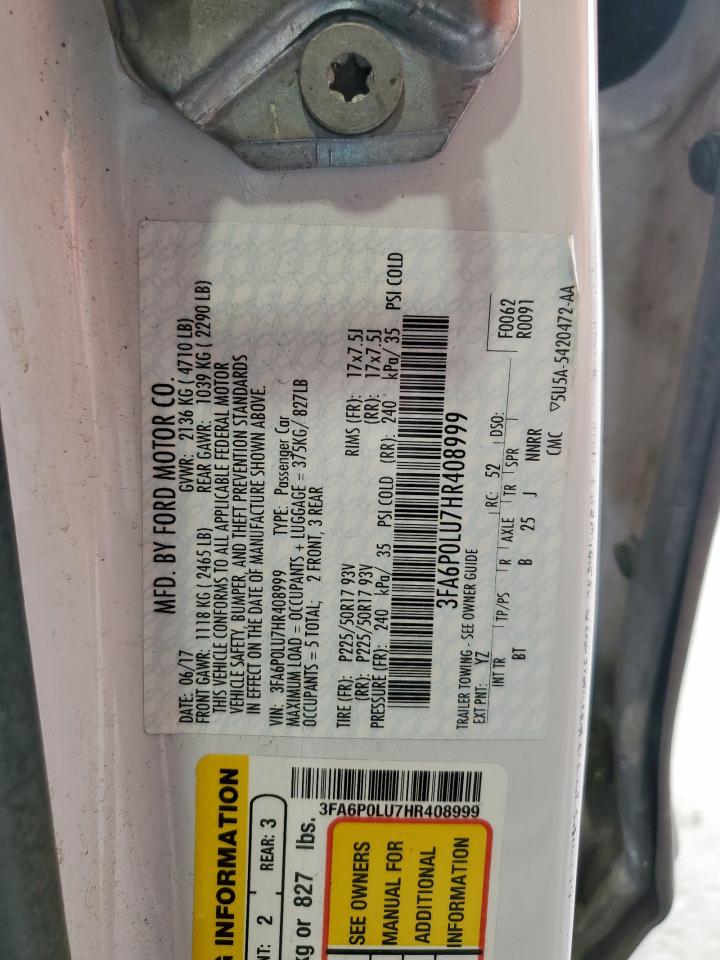 MFD. BY FORD MOTOR CO.
DATE: 06/17 GVWR: 2136 KG ( 4710 LB)
FRONT GAWR: 1118 KG ( 2465 LB) REAR GAWR: 1039 KG ( 2290 LB)
THIS VEHICLE CONFORMS TO ALL APPLICABLE FEDERAL MOTOR
VEHICLE SAFETY, BUMPER, AND THEFT PREVENTION STANDARDS
IN EFFECT ON THE DATE OF MANUFACTURE SHOWN ABOVE.
VIN: 3FA6P0LU7HR408999 TYPE: Passenger Car
MAXIMUM LOAD = OCCUPANTS + LUGGAGE = 375KG/ 827LB
OCCUPANTS = 5 TOTAL; 2 FRONT, 3 REAR
TIRE (FR): P225/50R17 93V RIMS (FR): 17x7.5J
(RR): P225/50R17 93V (RR): 17x7.5J
PRESSURE (FR): 240 kPa/ 35 PSI COLD (RR): 240 kPa/ 35 PSI COLD
3FA6P0LU7HR408999
TRAILER TOWING - SEE OWNER GUIDE
EXT PNT: YZ RC: 52 DSO: F0062
R0091
INT TR TP/PS R AXLE TR SPR
BT B 25 J NNRR
CMC ▽5U5A-5420472-AA
G INFORMATION
NT: 2 REAR: 3
kg or 827 lbs.
3FA6P0LU7HR408999
SEE OWNERS
MANUAL FOR
ADDITIONAL
INFORMATION